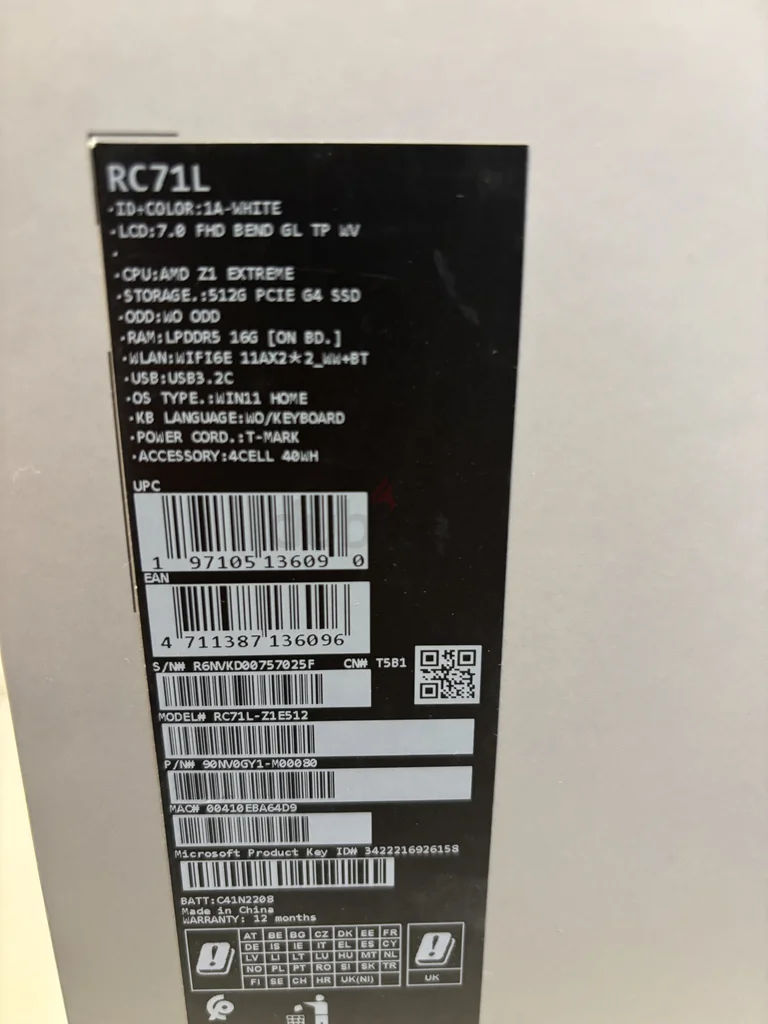 RC71L
·ID+COLOR:1A-WHITE
·LCD:7.0 FHD BEND GL TP WV
·
·CPU:AMD Z1 EXTREME
·STORAGE.:512G PCIE G4 SSD
·ODD:WO ODD
·RAM:LPDDR5 16G [ON BD.]
·WLAN:WIFI6E 11AX2*2_WW+BT
·USB:USB3.2C
·OS TYPE.:WIN11 HOME
·KB LANGUAGE:WO/KEYBOARD
·POWER CORD.:T-MARK
·ACCESSORY:4CELL 40WH
UPC
1 97105 13609 0
EAN
4 711387 136096
S/N# R6NVKD00757025F CN# T5B1
MODEL# RC71L-Z1E512
P/N# 90NV0GY1-M00080
MAC# 00410EBA64D9
Microsoft Product Key ID# 3422216926158
BATT:C41N2208
Made in China
WARRANTY: 12 months
AT BE BG CZ DK EE FR
DE IS IE IT EL ES CY
LV LI LT LU HU MT NL
NO PL PT RO SI SK TR
FI SE CH HR UK(NI)
UK